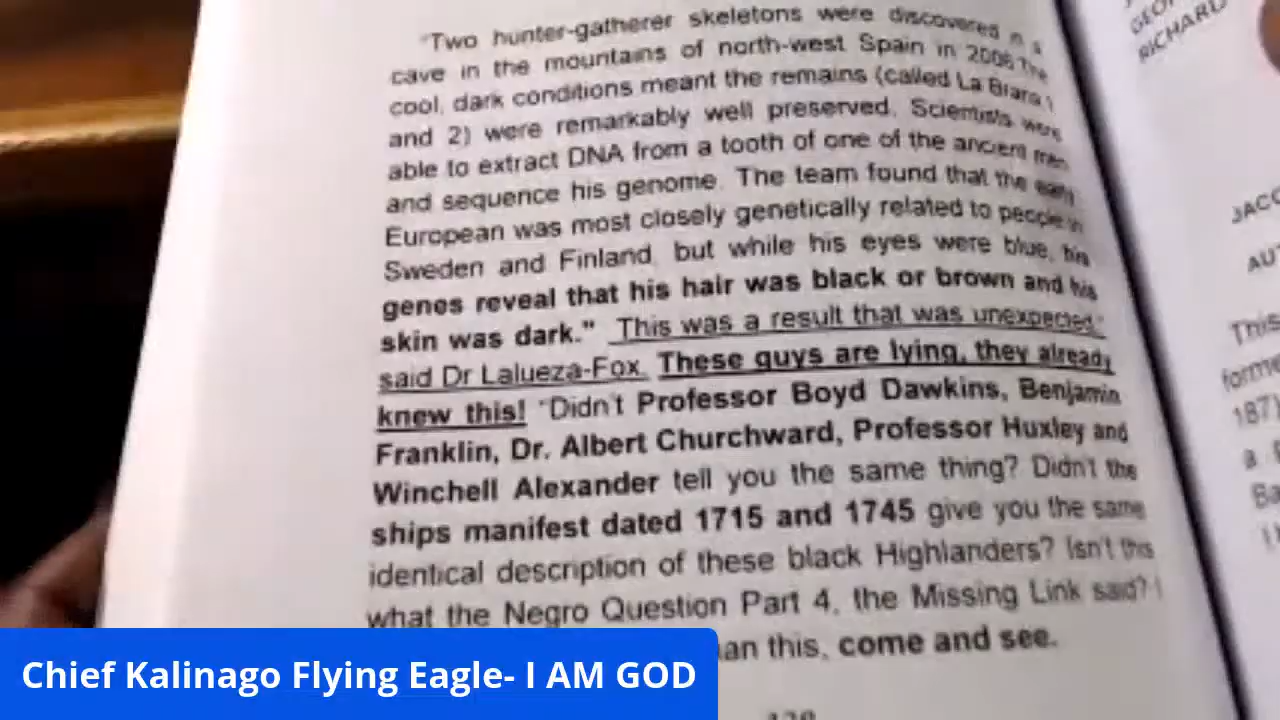 "Two hunter-gatherer skeletons were discovered in a
cave in the mountains of north-west Spain in 2006 The
cool, dark conditions meant the remains (called La Brana 1
and 2) were remarkably well preserved. Scientists were
able to extract DNA from a tooth of one of the ancient men
and sequence his genome. The team found that the early
European was most closely genetically related to people in
Sweden and Finland, but while his eyes were blue, his
genes reveal that his hair was black or brown and his
skin was dark." This was a result that was unexpected,"
said Dr Lalueza-Fox. These guys are lying, they already
knew this! "Didn't Professor Boyd Dawkins, Benjamin
Franklin, Dr. Albert Churchward, Professor Huxley and
Winchell Alexander tell you the same thing? Didn't the
ships manifest dated 1715 and 1745 give you the same
identical description of these black Highlanders? Isn't this
what the Negro Question Part 4, the Missing Link said?
this, come and see.
RICHARD
This
1871
Chief Kalinago Flying Eagle- I AM GOD